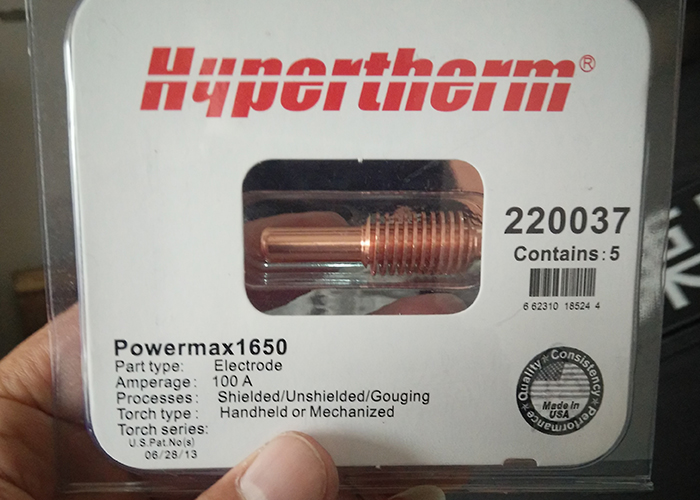 Hypertherm®
220037
Contains: 5
6 62310 18524 4
Powermax1650
Part type: Electrode
Amperage: 100 A
Processes: Shielded/Unshielded/Gouging
Torch type: Handheld or Mechanized
Torch series:
U.S.Pat.No(s)
06/28/13
Quality Consistency
Performance
Made In
USA